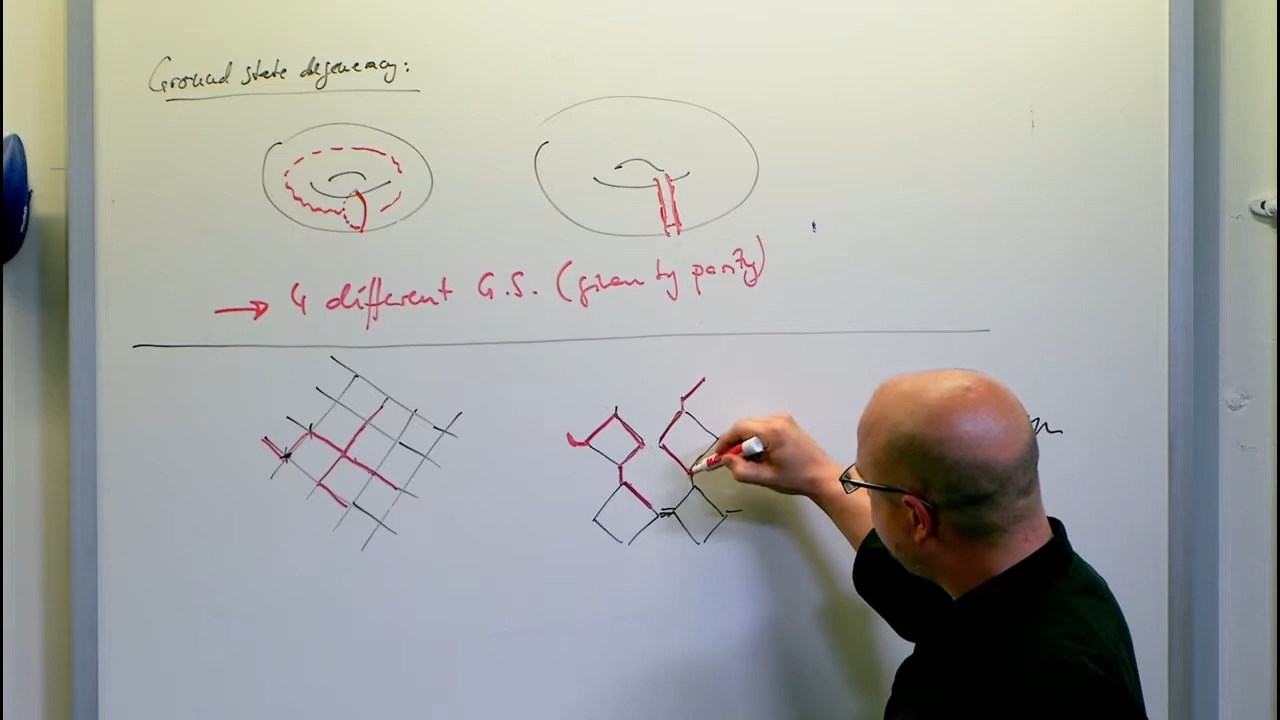 Ground state degeneracy:
→ 4 different G.S. (given by parity)